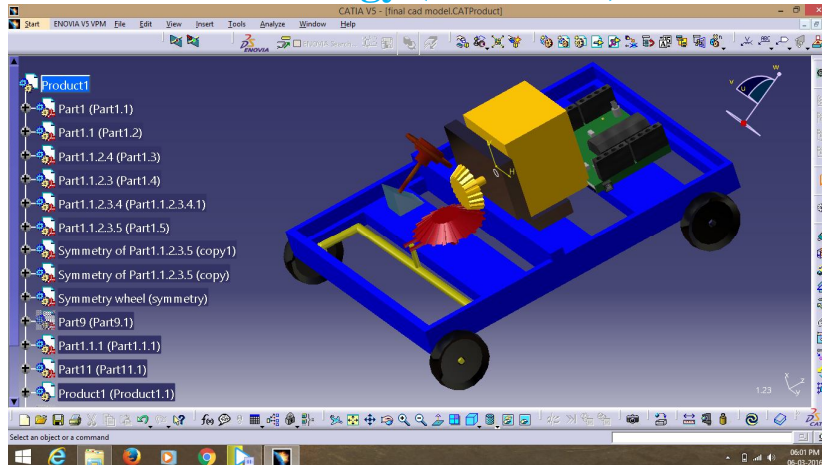 CATIA V5 - [final cad model.CATProduct]
Start ENOVIA V5 VPM File Edit View Insert Tools Analyze Window Help
ENOVIA
Product1
Part1 (Part1.1)
Part1.1 (Part1.2)
Part1.1.2.4 (Part1.3)
Part1.1.2.3 (Part1.4)
Part1.1.2.3.4 (Part1.1.2.3.4.1)
Part1.1.2.3.5 (Part1.5)
Symmetry of Part1.1.2.3.5 (copy1)
Symmetry of Part1.1.2.3.5 (copy)
Symmetry wheel (symmetry)
Part9 (Part9.1)
Part1.1.1 (Part1.1.1)
Part11 (Part11.1)
Product1 (Product1.1)
w
v
u
H
1.23
x
z
Select an object or a command
06:01 PM
06-03-2016